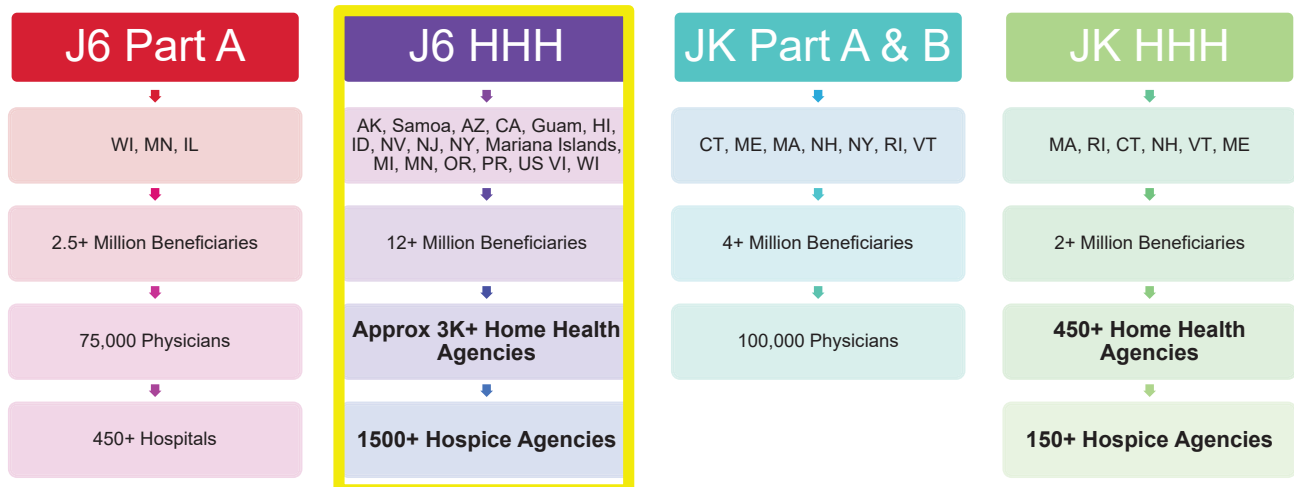 J6 Part A
WI, MN, IL
2.5+ Million Beneficiaries
75,000 Physicians
450+ Hospitals
J6 HHH
AK, Samoa, AZ, CA, Guam, HI,
ID, NV, NJ, NY, Mariana Islands,
MI, MN, OR, PR, US VI, WI
12+ Million Beneficiaries
Approx 3K+ Home Health
Agencies
1500+ Hospice Agencies
JK Part A & B
CT, ME, MA, NH, NY, RI, VT
4+ Million Beneficiaries
100,000 Physicians
JK HHH
MA, RI, CT, NH, VT, ME
2+ Million Beneficiaries
450+ Home Health
Agencies
150+ Hospice Agencies